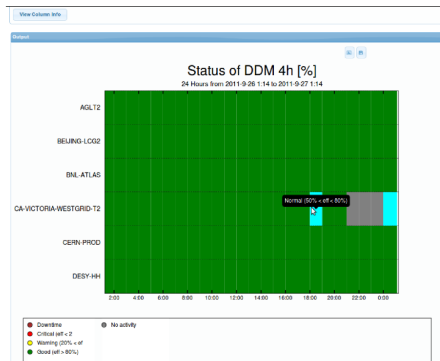 View Column Info
Output
Status of DDM 4h [%]
24 Hours from 2011-9-26 1:14 to 2011-9-27 1:14
AGLT2
BEIJING-LCG2
BNL-ATLAS
CA-VICTORIA-WESTGRID-T2
Normal (50% < eff < 80%)
CERN-PROD
DESY-HH
2:00 4:00 6:00 8:00 10:00 12:00 14:00 16:00 18:00 20:00 22:00 0:00
Downtime No activity
Critical (eff < 2
Warning (20% < ef
Good (eff > 80%)